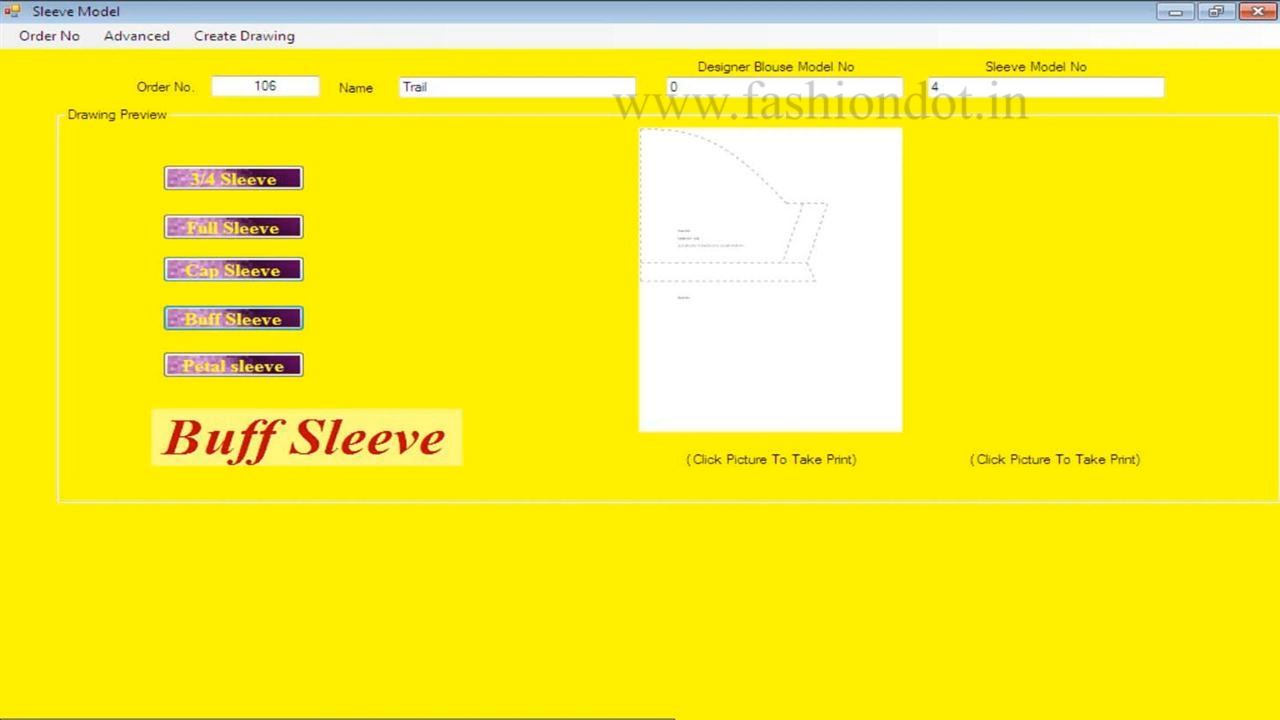 Sleeve Model
Order No Advanced Create Drawing
Designer Blouse Model No Sleeve Model No
Order No. 106 Name Trail 0 4
www.fashiondot.in
Drawing Preview
3/4 Sleeve
Full Sleeve
Cap Sleeve
Buff Sleeve
Petal sleeve
Buff Sleeve
(Click Picture To Take Print) (Click Picture To Take Print)